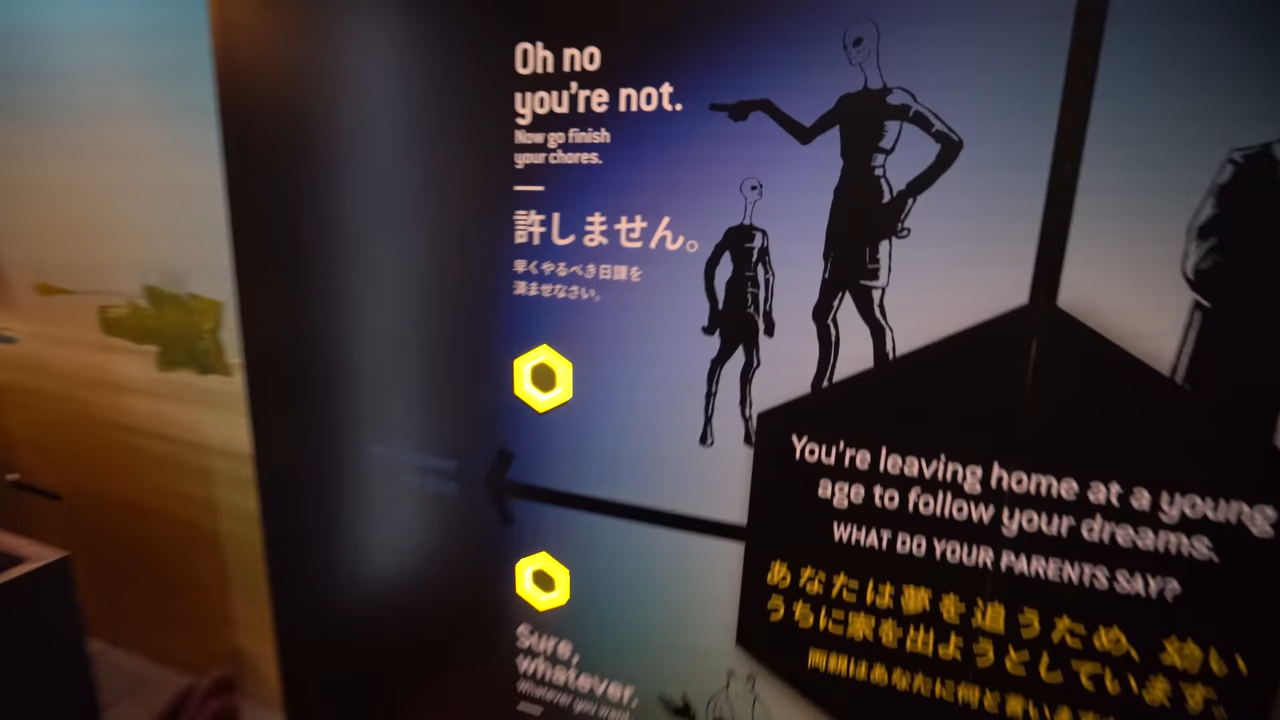 Oh no
you're not.
Now go finish
your chores.
許しません。
早くやるべき日課を
済ませなさい。
You're leaving home at a young
age to follow your dreams.
WHAT DO YOUR PARENTS SAY?
あなたは夢を追うため、幼い
うちに家を出ようとしています。
両親はあなたに何と言いま
Sure,
whatever.
Whatever you want.